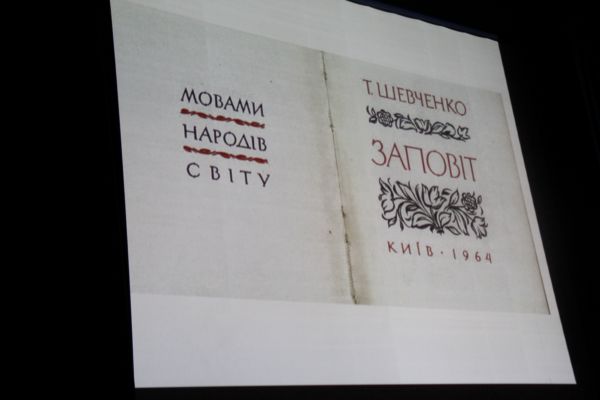 МОВАМИ
НАРОДІВ
СВІТУ
Т. ШЕВЧЕНКО
ЗАПОВІТ
КИЇВ · 1964